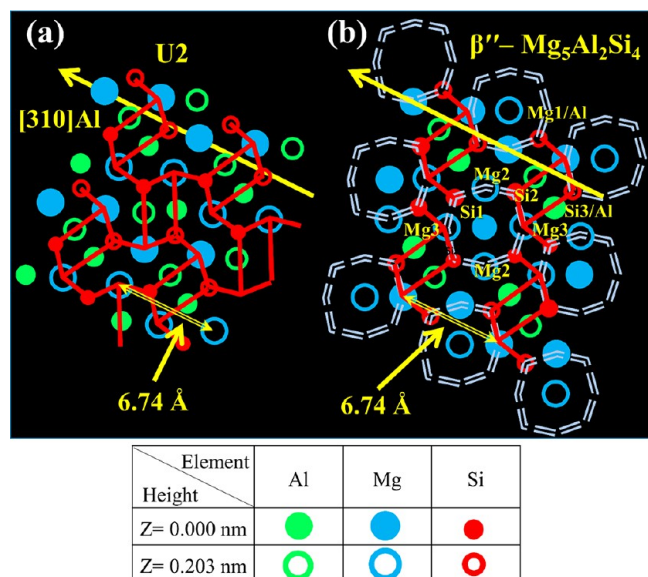 (a)
U2
[310]Al
6.74 Å
(b)
β′′– Mg5Al2Si4
Mg1/Al
Mg2
Si2
Si1
Si3/Al
Mg3
Mg3
Mg2
6.74 Å
Element
Height
Al
Mg
Si
Z= 0.000 nm
Z= 0.203 nm